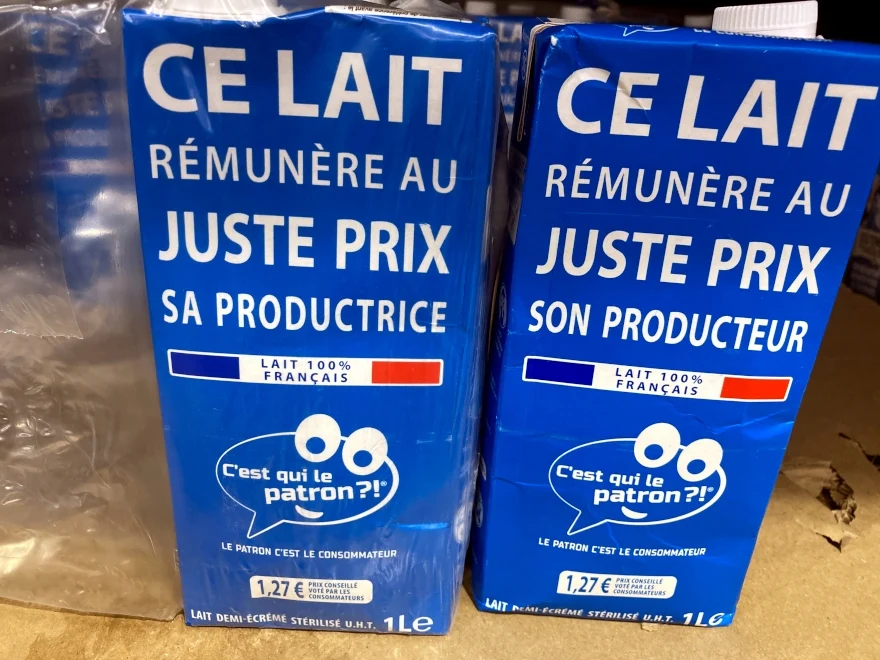 CE LAIT
RÉMUNÈRE AU
JUSTE PRIX
SA PRODUCTRICE
LAIT 100%
FRANÇAIS
C'est qui le
patron?!®
LE PATRON C'EST LE CONSOMMATEUR
1,27 € PRIX CONSEILLÉ
VOTÉ PAR LES
CONSOMMATEURS
LAIT DEMI-ÉCRÉMÉ STÉRILISÉ U.H.T. 1L℮
CE LAIT
RÉMUNÈRE AU
JUSTE PRIX
SON PRODUCTEUR
LAIT 100%
FRANÇAIS
C'est qui le
patron?!®
LE PATRON C'EST LE CONSOMMATEUR
1,27 € PRIX CONSEILLÉ
VOTÉ PAR LES
CONSOMMATEURS
LAIT DEMI-ÉCRÉMÉ STÉRILISÉ U.H.T. 1L℮